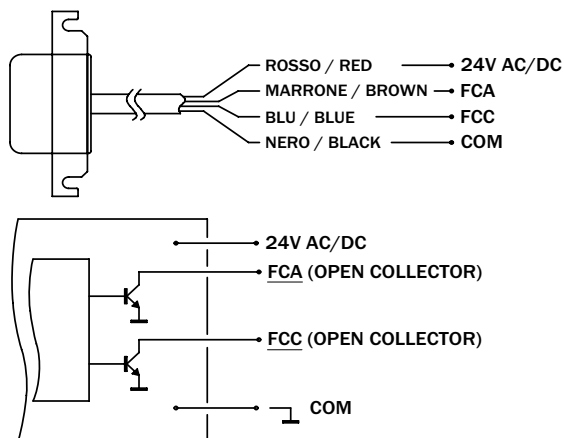 ROSSO / RED 24V AC/DC
MARRONE / BROWN FCA
BLU / BLUE FCC
NERO / BLACK COM
24V AC/DC
FCA (OPEN COLLECTOR)
FCC (OPEN COLLECTOR)
COM